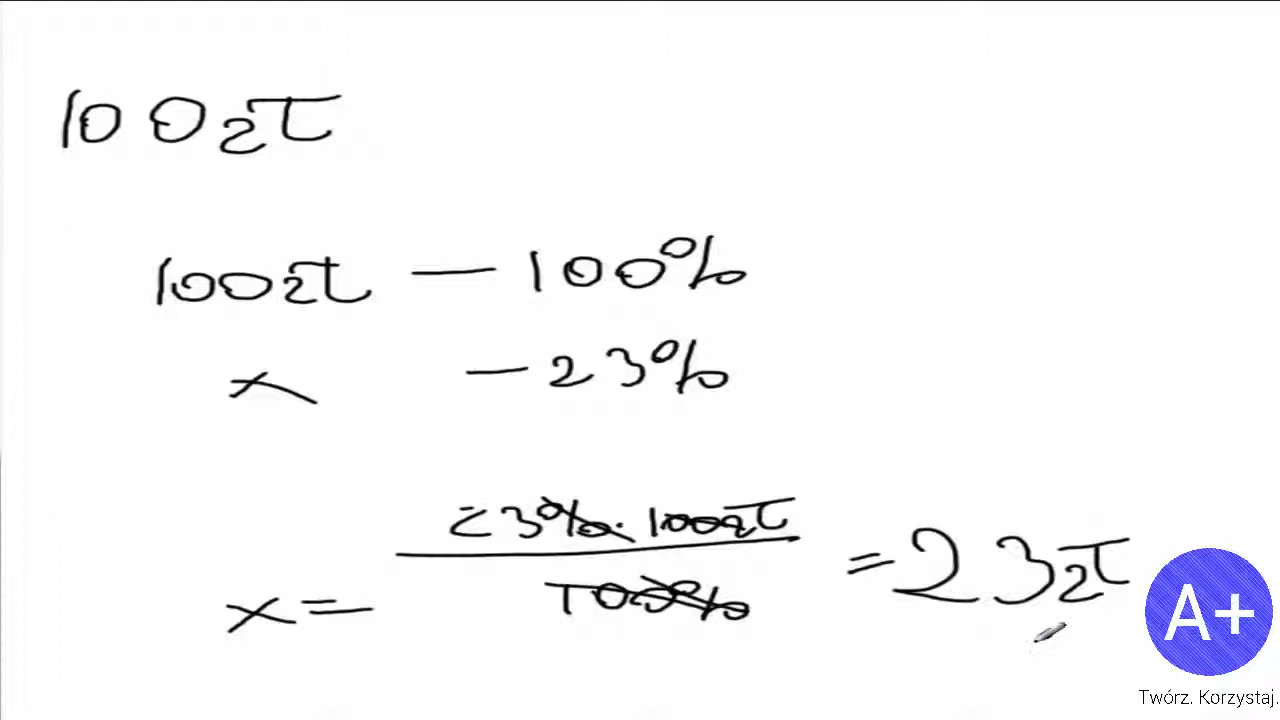 100zł
100zł — 100%
x — 23%
x = 23% · 100zł / 100% = 23zł
A+
Twórz. Korzystaj.